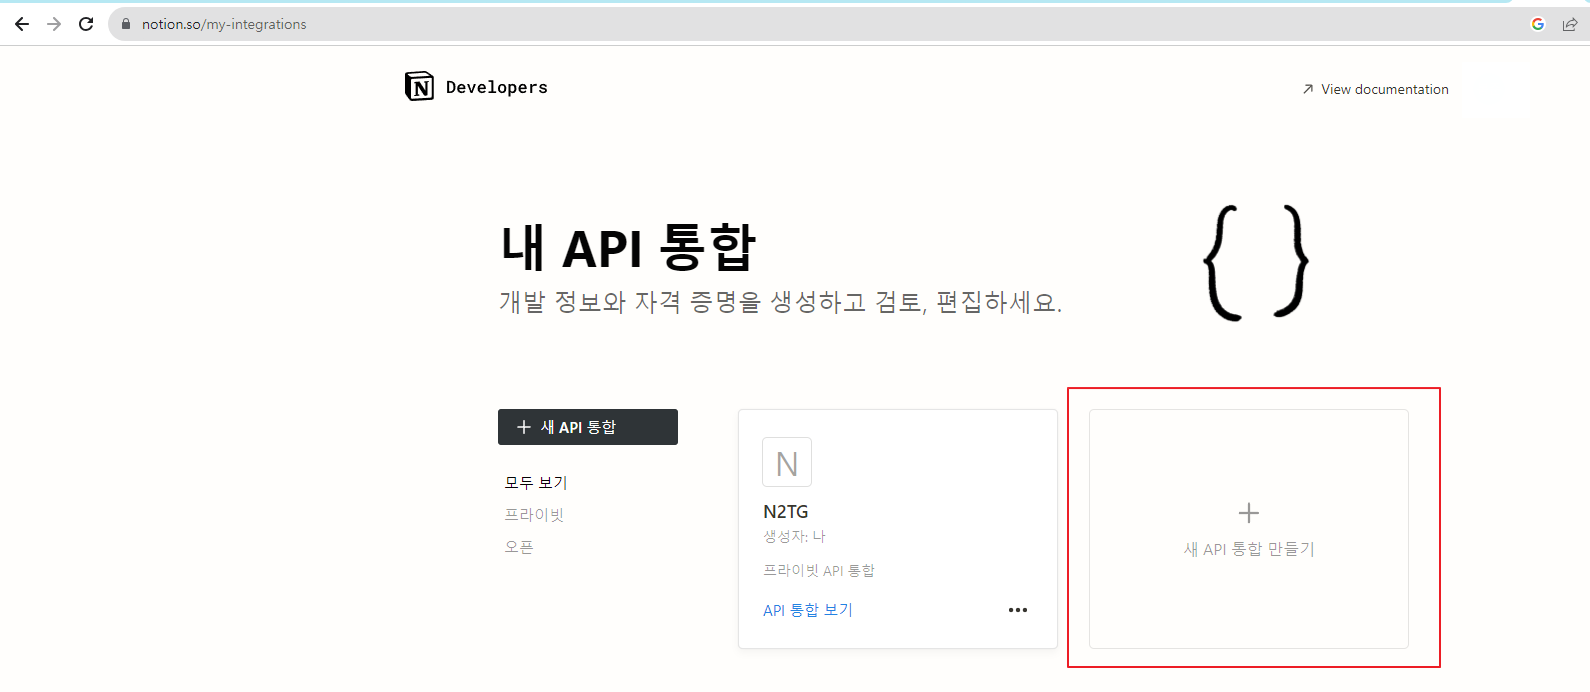 notion.so/my-integrations
N Developers
View documentation
내 API 통합
개발 정보와 자격 증명을 생성하고 검토, 편집하세요.
{ }
새 API 통합
모두 보기
프라이빗
오픈
N
N2TG
생성자: 나
프라이빗 API 통합
API 통합 보기
새 API 통합 만들기